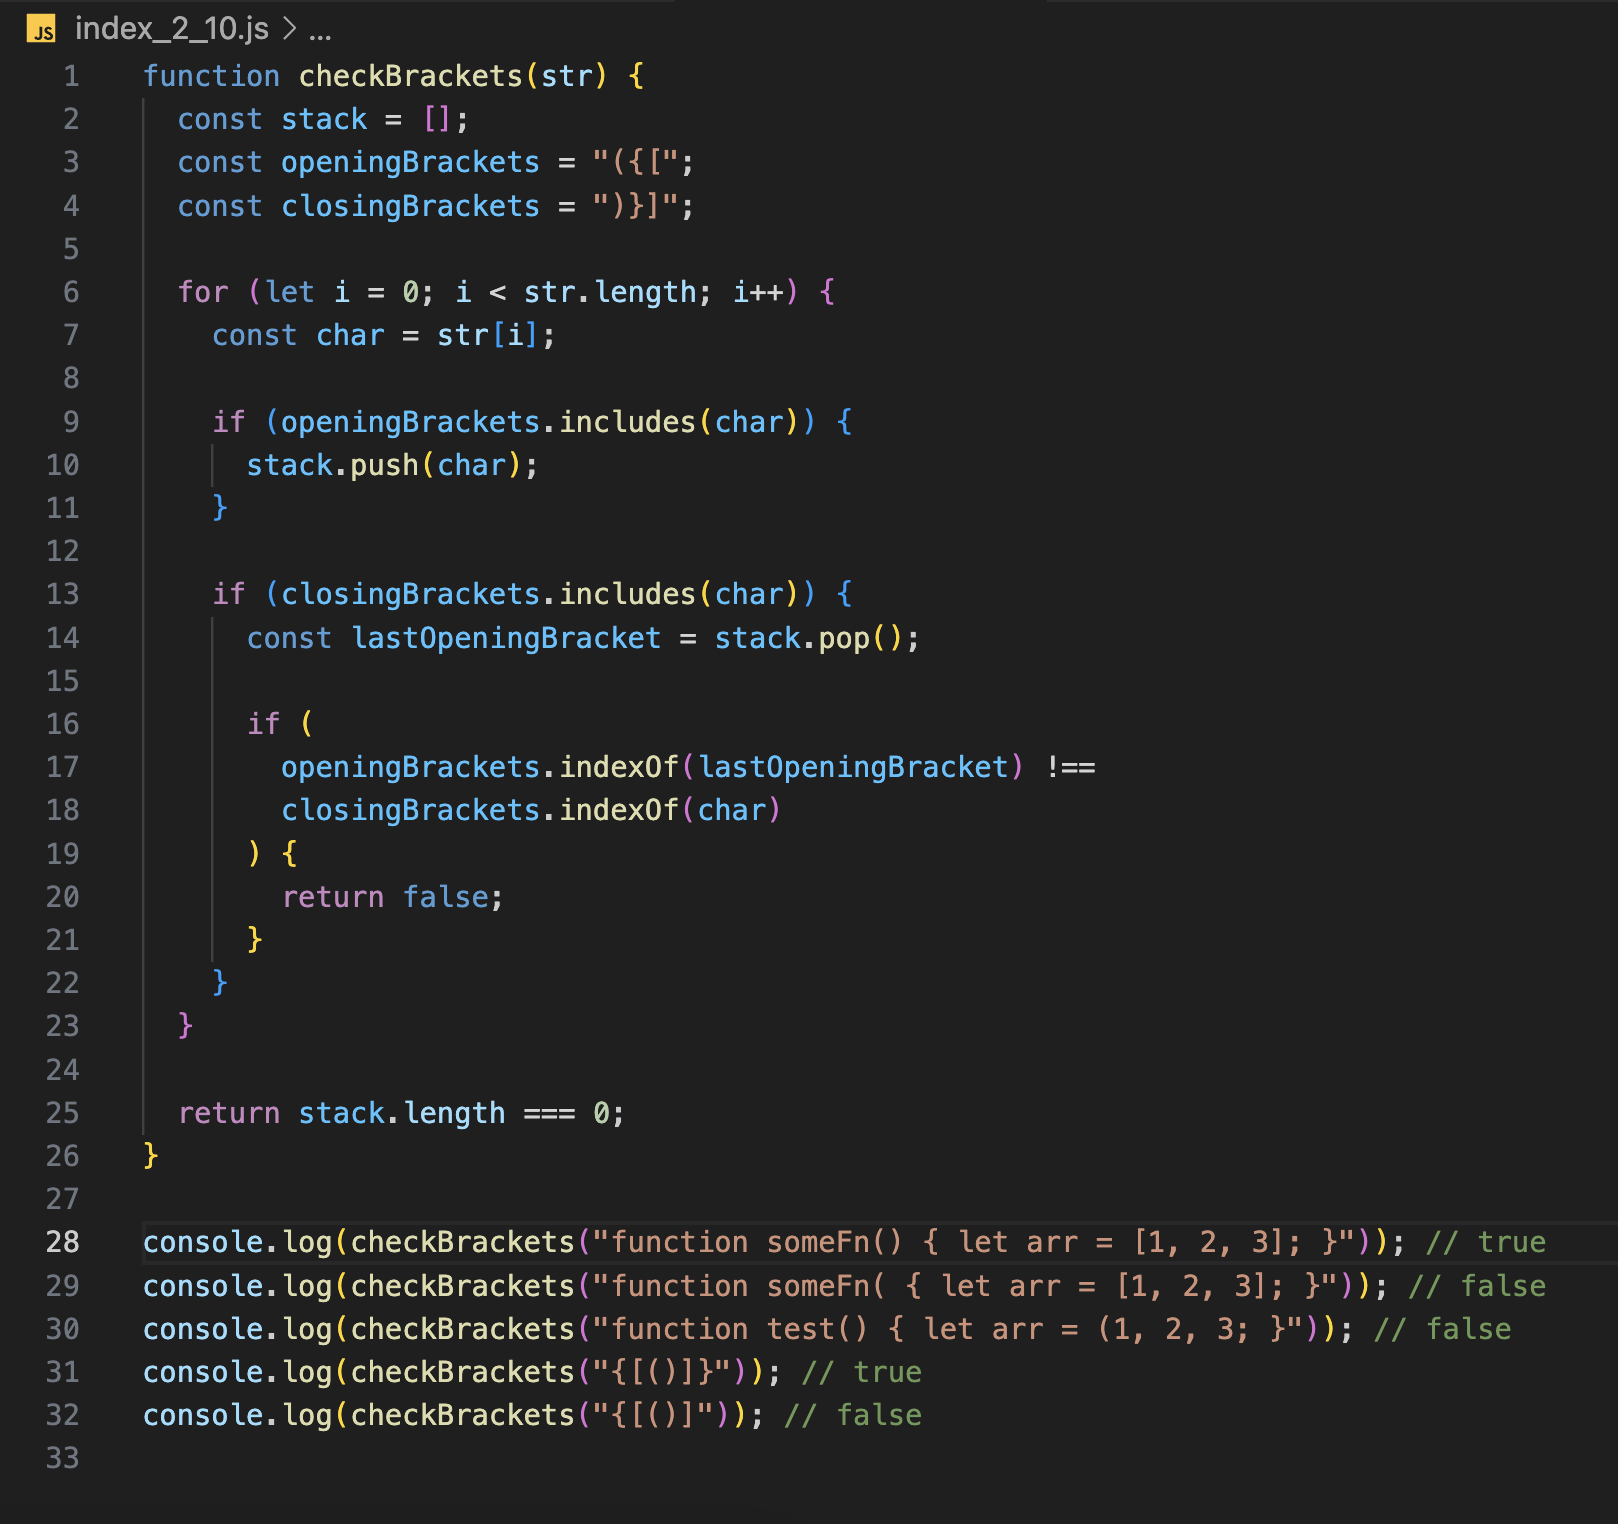 JS index_2_10.js > ...
1 function checkBrackets(str) {
2   const stack = [];
3   const openingBrackets = "({[";
4   const closingBrackets = ")}]";
5
6   for (let i = 0; i < str.length; i++) {
7     const char = str[i];
8
9     if (openingBrackets.includes(char)) {
10       stack.push(char);
11     }
12
13     if (closingBrackets.includes(char)) {
14       const lastOpeningBracket = stack.pop();
15
16       if (
17         openingBrackets.indexOf(lastOpeningBracket) !==
18         closingBrackets.indexOf(char)
19       ) {
20         return false;
21       }
22     }
23   }
24
25   return stack.length === 0;
26 }
27
28 console.log(checkBrackets("function someFn() { let arr = [1, 2, 3]; }")); // true
29 console.log(checkBrackets("function someFn( { let arr = [1, 2, 3]; }")); // false
30 console.log(checkBrackets("function test() { let arr = (1, 2, 3; }")); // false
31 console.log(checkBrackets("{[()]}")); // true
32 console.log(checkBrackets("{[()]")); // false
33